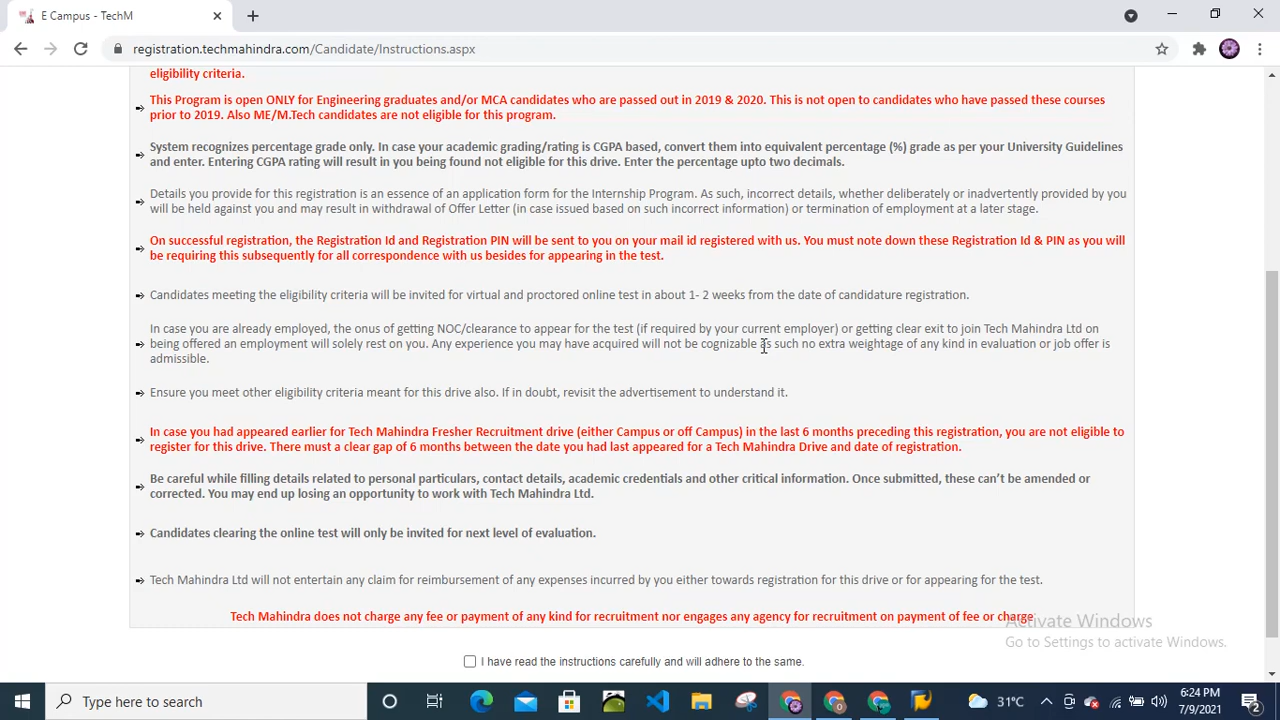 E Campus - TechM
registration.techmahindra.com/Candidate/Instructions.aspx
eligibility criteria.
This Program is open ONLY for Engineering graduates and/or MCA candidates who are passed out in 2019 & 2020. This is not open to candidates who have passed these courses
prior to 2019. Also ME/M.Tech candidates are not eligible for this program.
System recognizes percentage grade only. In case your academic grading/rating is CGPA based, convert them into equivalent percentage (%) grade as per your University Guidelines
and enter. Entering CGPA rating will result in you being found not eligible for this drive. Enter the percentage upto two decimals.
Details you provide for this registration is an essence of an application form for the Internship Program. As such, incorrect details, whether deliberately or inadvertently provided by you
will be held against you and may result in withdrawal of Offer Letter (in case issued based on such incorrect information) or termination of employment at a later stage.
On successful registration, the Registration Id and Registration PIN will be sent to you on your mail id registered with us. You must note down these Registration Id & PIN as you will
be requiring this subsequently for all correspondence with us besides for appearing in the test.
Candidates meeting the eligibility criteria will be invited for virtual and proctored online test in about 1- 2 weeks from the date of candidature registration.
In case you are already employed, the onus of getting NOC/clearance to appear for the test (if required by your current employer) or getting clear exit to join Tech Mahindra Ltd on
being offered an employment will solely rest on you. Any experience you may have acquired will not be cognizable as such no extra weightage of any kind in evaluation or job offer is
admissible.
Ensure you meet other eligibility criteria meant for this drive also. If in doubt, revisit the advertisement to understand it.
In case you had appeared earlier for Tech Mahindra Fresher Recruitment drive (either Campus or off Campus) in the last 6 months preceding this registration, you are not eligible to
register for this drive. There must a clear gap of 6 months between the date you had last appeared for a Tech Mahindra Drive and date of registration.
Be careful while filling details related to personal particulars, contact details, academic credentials and other critical information. Once submitted, these can't be amended or
corrected. You may end up losing an opportunity to work with Tech Mahindra Ltd.
Candidates clearing the online test will only be invited for next level of evaluation.
Tech Mahindra Ltd will not entertain any claim for reimbursement of any expenses incurred by you either towards registration for this drive or for appearing for the test.
Tech Mahindra does not charge any fee or payment of any kind for recruitment nor engages any agency for recruitment on payment of fee or charge
Activate Windows
Go to Settings to activate Windows.
I have read the instructions carefully and will adhere to the same.
Type here to search
31°C
6:24 PM
7/9/2021
2